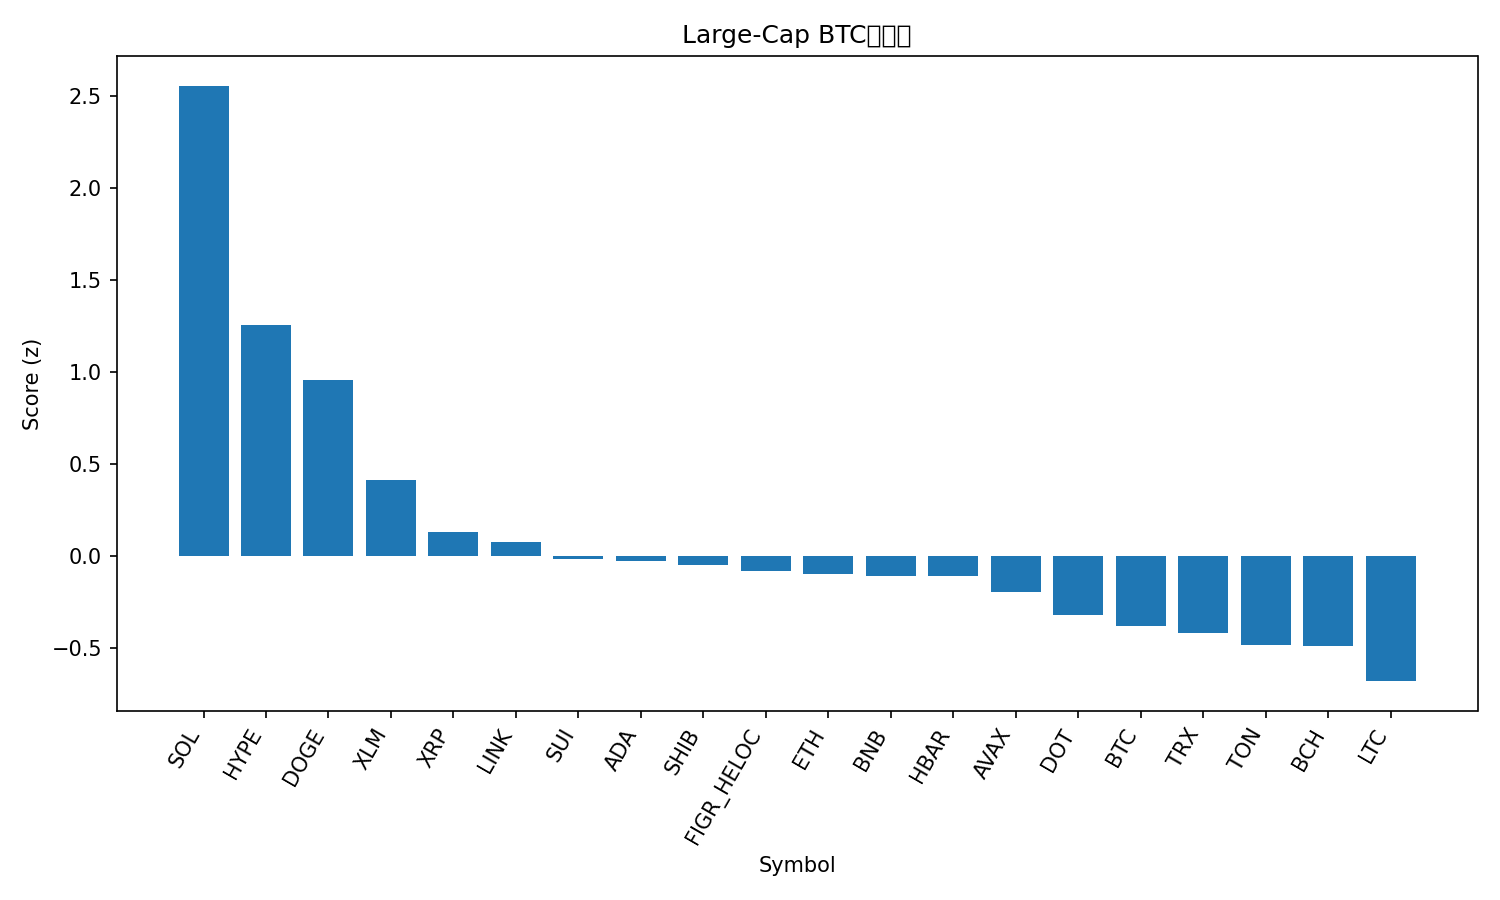 Large-Cap BTC
Score (z)
2.5
2.0
1.5
1.0
0.5
0.0
−0.5
SOL
HYPE
DOGE
XLM
XRP
LINK
SUI
ADA
SHIB
FIGR_HELOC
ETH
BNB
HBAR
AVAX
DOT
BTC
TRX
TON
BCH
LTC
Symbol